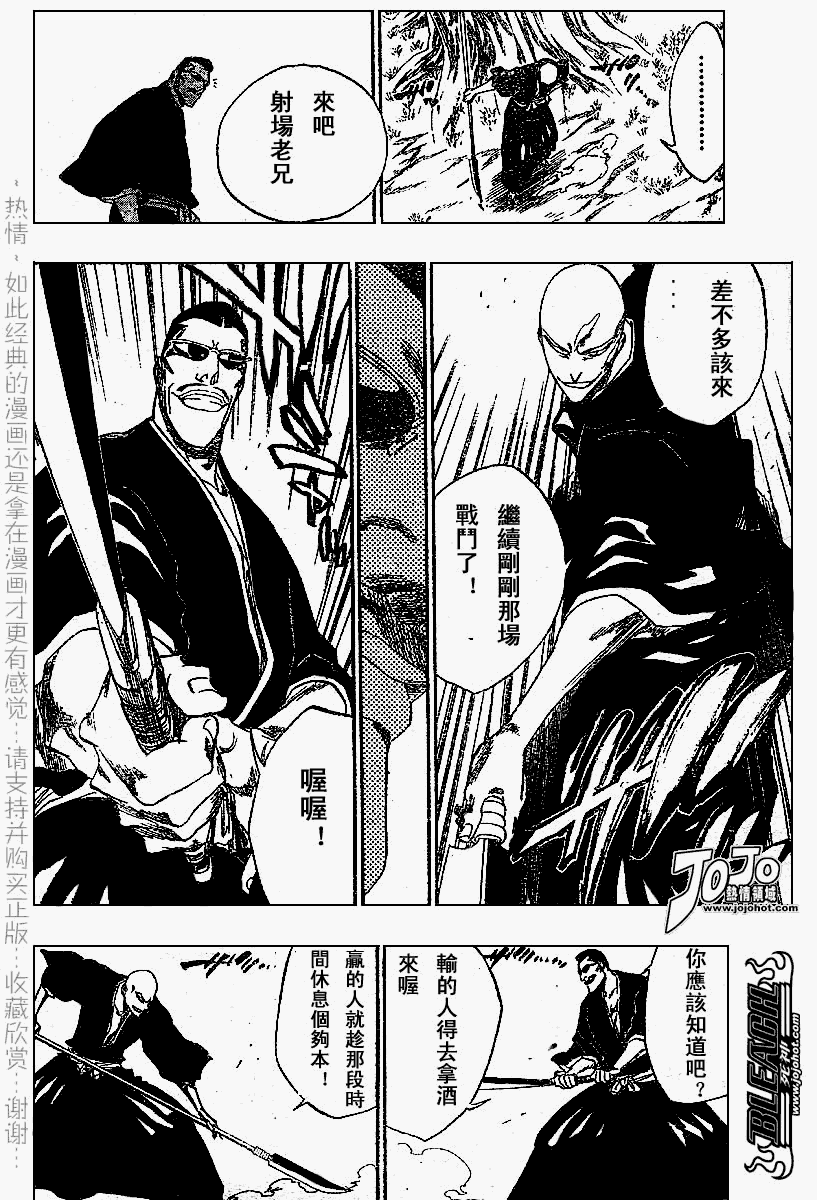 ………
來吧
射場老兄
差不多該來
…
繼續剛剛那場
戰鬥了！
喔喔！
你應該知道吧？
輸的人得去拿酒
來喔
贏的人就趁那段時
間休息個夠本！
~热情~如此经典的漫画还是拿在漫画才更有感觉…请支持并购买正版…收藏欣赏…谢谢…
JOJO
熱情領域
www.jojohot.com
BLEACH
www.jojohot.com